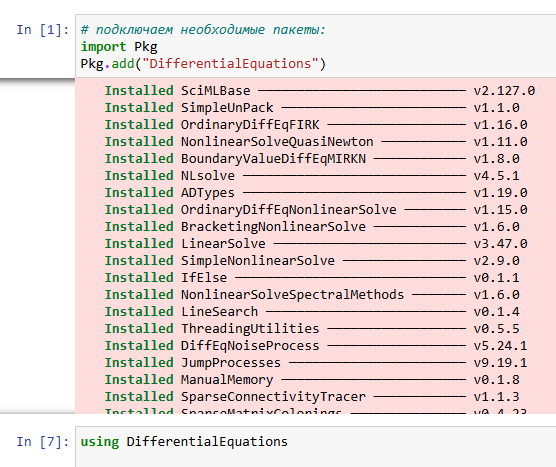 In [1]: # подключаем необходимые пакеты:
import Pkg
Pkg.add("DifferentialEquations")
Installed SciMLBase ────────────────────────── v2.127.0
Installed SimpleUnPack ─────────────────────── v1.1.0
Installed OrdinaryDiffEqFIRK ───────────────── v1.16.0
Installed NonlinearSolveQuasiNewton ────────── v1.11.0
Installed BoundaryValueDiffEqMIRKN ─────────── v1.8.0
Installed NLsolve ──────────────────────────── v4.5.1
Installed ADTypes ──────────────────────────── v1.19.0
Installed OrdinaryDiffEqNonlinearSolve ─────── v1.15.0
Installed BracketingNonlinearSolve ─────────── v1.6.0
Installed LinearSolve ──────────────────────── v3.47.0
Installed SimpleNonlinearSolve ─────────────── v2.9.0
Installed IfElse ───────────────────────────── v0.1.1
Installed NonlinearSolveSpectralMethods ────── v1.6.0
Installed LineSearch ───────────────────────── v0.1.4
Installed ThreadingUtilities ───────────────── v0.5.5
Installed DiffEqNoiseProcess ───────────────── v5.24.1
Installed JumpProcesses ────────────────────── v9.19.1
Installed ManualMemory ─────────────────────── v0.1.8
Installed SparseConnectivityTracer ─────────── v1.1.3
Installed SparseMatrixColorings ────────────── v0.4.23
In [7]: using DifferentialEquations